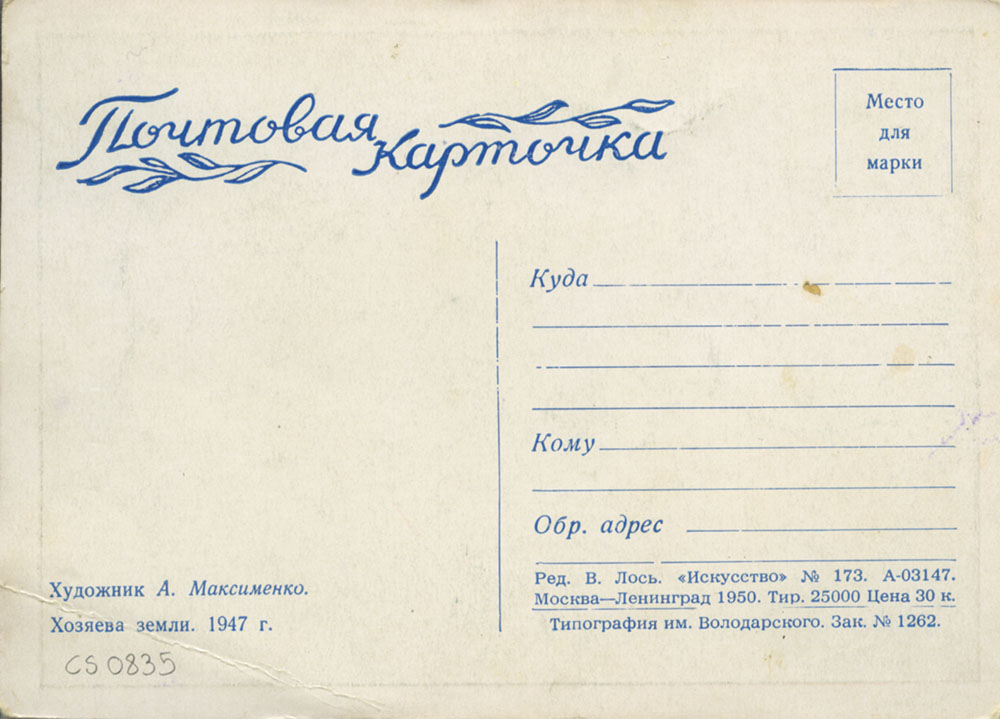 Почтовая
Карточка
Место
для
марки
Куда
Кому
Обр. адрес
Художник А. Максименко.
Хозяева земли. 1947 г.
CS 0835
Ред. В. Лось. «Искусство» № 173. А-03147.
Москва—Ленинград 1950. Тир. 25000 Цена 30 к.
Типография им. Володарского. Зак. № 1262.